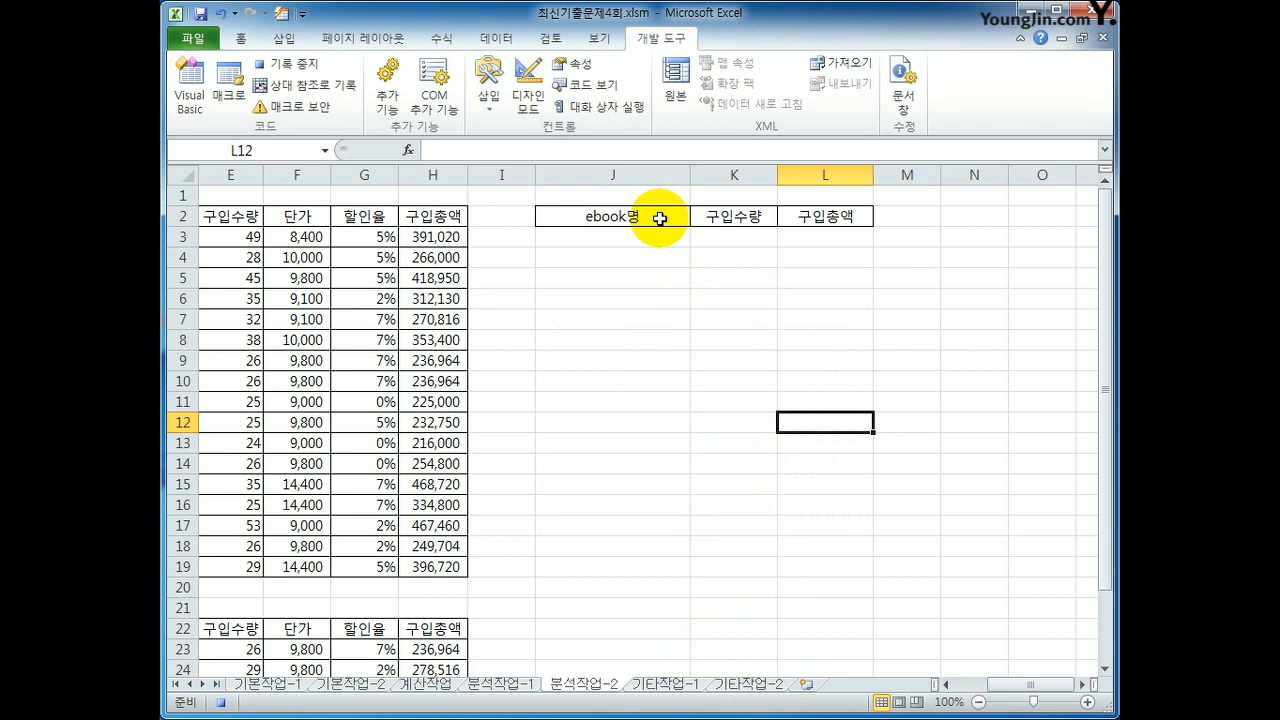 최신기출문제4회.xlsm - Microsoft Excel
YoungJin.com Y.
파일 홈 삽입 페이지 레이아웃 수식 데이터 검토 보기 개발 도구
Visual Basic
매크로
기록 중지
상대 참조로 기록
매크로 보안
코드
추가 기능
COM 추가 기능
추가 기능
삽입
디자인 모드
속성
코드 보기
대화 상자 실행
컨트롤
원본
맵 속성
확장 팩
데이터 새로 고침
가져오기
내보내기
XML
문서 창
수정
L12 fx
E F G H I J K L M N O
1
2 구입수량 단가 할인율 구입총액 ebook명 구입수량 구입총액
3 49 8,400 5% 391,020
4 28 10,000 5% 266,000
5 45 9,800 5% 418,950
6 35 9,100 2% 312,130
7 32 9,100 7% 270,816
8 38 10,000 7% 353,400
9 26 9,800 7% 236,964
10 26 9,800 7% 236,964
11 25 9,000 0% 225,000
12 25 9,800 5% 232,750
13 24 9,000 0% 216,000
14 26 9,800 0% 254,800
15 35 14,400 7% 468,720
16 25 14,400 7% 334,800
17 53 9,000 2% 467,460
18 26 9,800 2% 249,704
19 29 14,400 5% 396,720
20
21
22 구입수량 단가 할인율 구입총액
23 26 9,800 7% 236,964
24 29 9,800 2% 278,516
기본작업-1 기본작업-2 계산작업 분석작업-1 분석작업-2 기타작업-1 기타작업-2
준비 100%